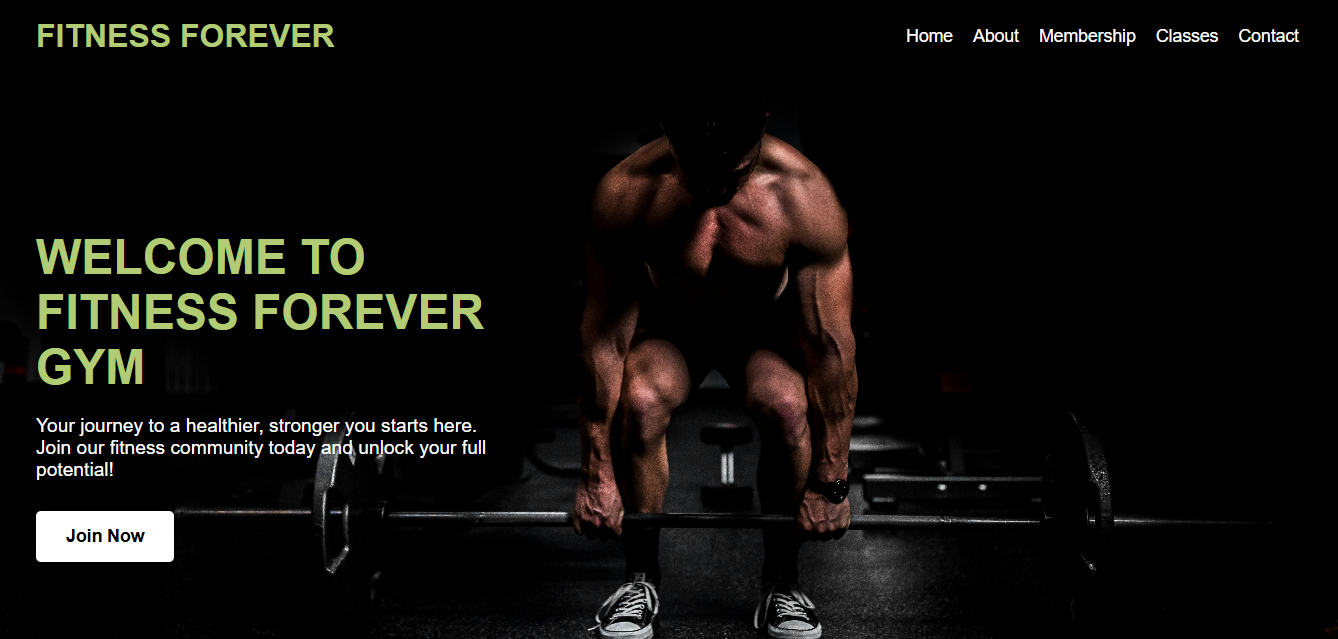 FITNESS FOREVER
Home About Membership Classes Contact
WELCOME TO
FITNESS FOREVER
GYM
Your journey to a healthier, stronger you starts here.
Join our fitness community today and unlock your full
potential!
Join Now